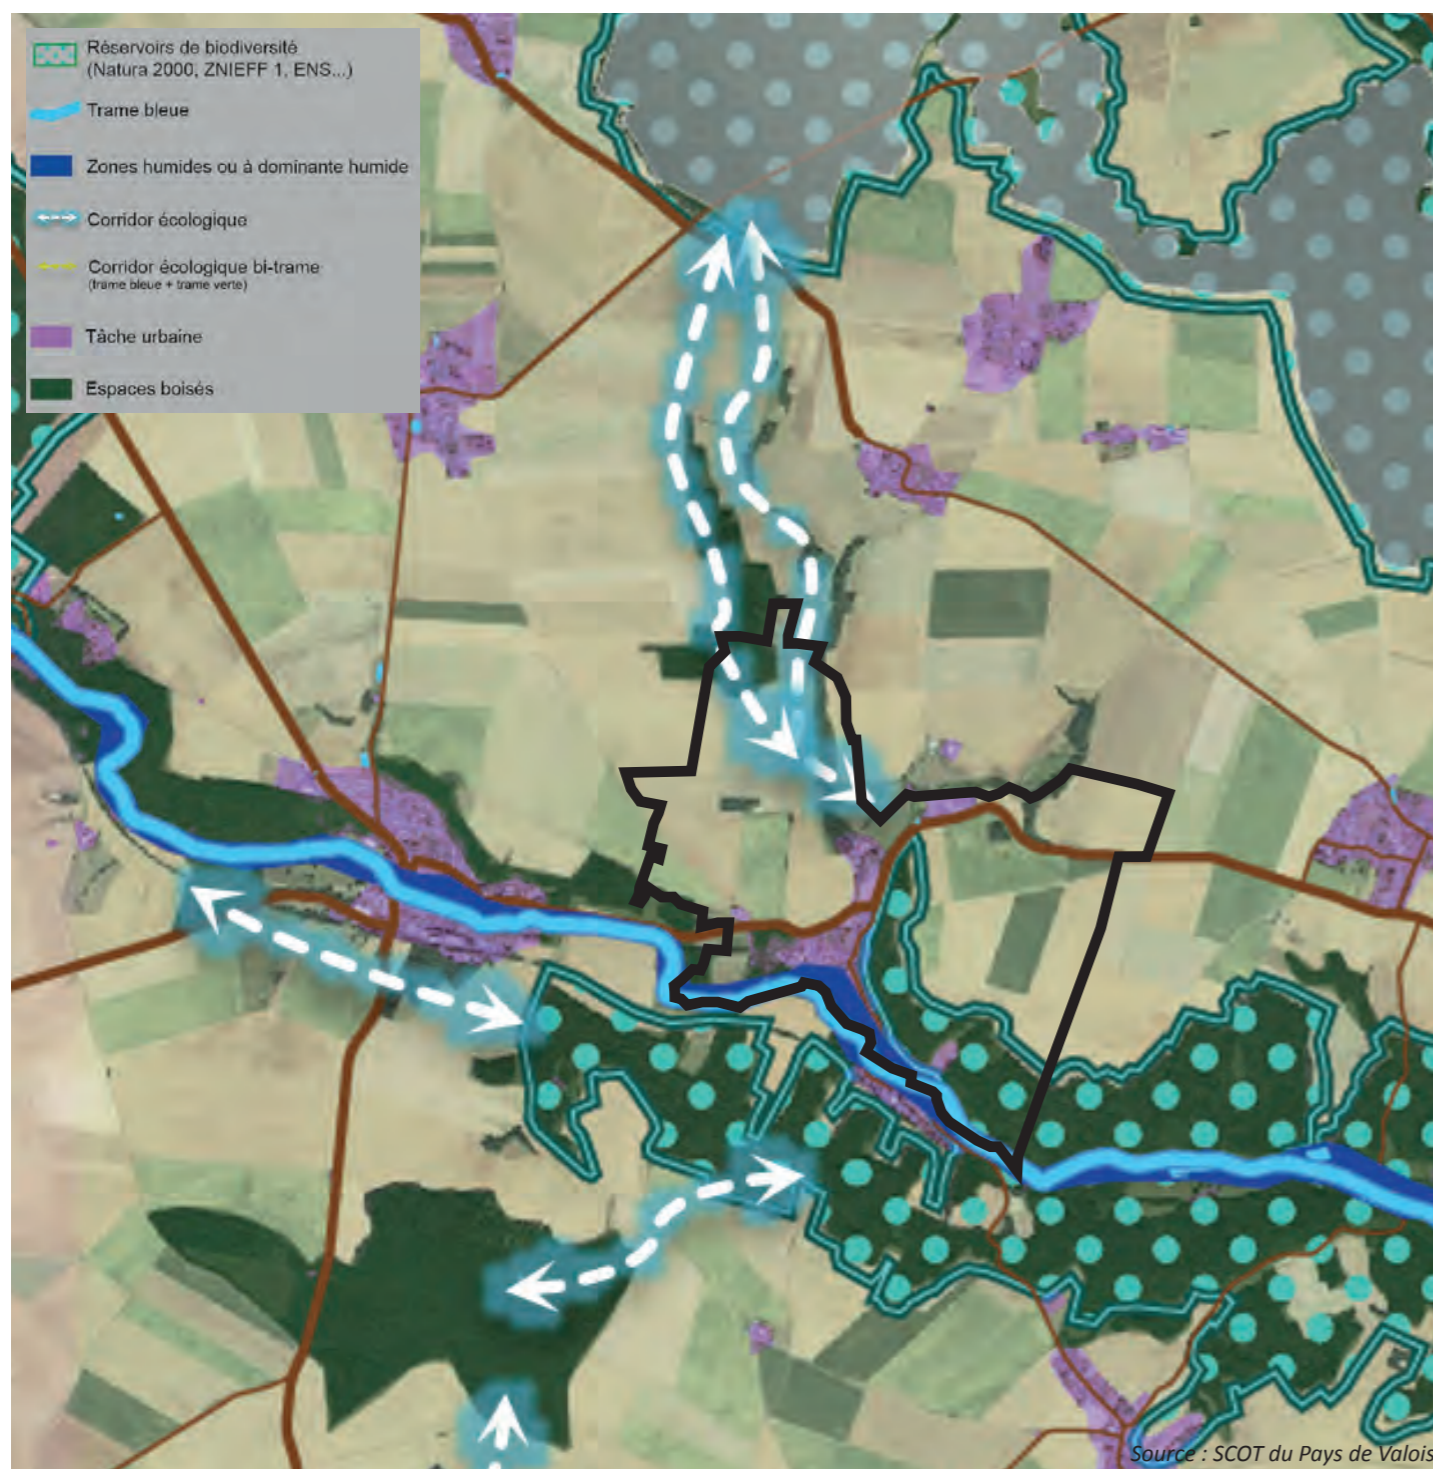 Réservoirs de biodiversité
(Natura 2000, ZNIEFF 1, ENS...)
Trame bleue
Zones humides ou à dominante humide
Corridor écologique
Corridor écologique bi-trame
(trame bleue + trame verte)
Tâche urbaine
Espaces boisés
Source : SCOT du Pays de Valois